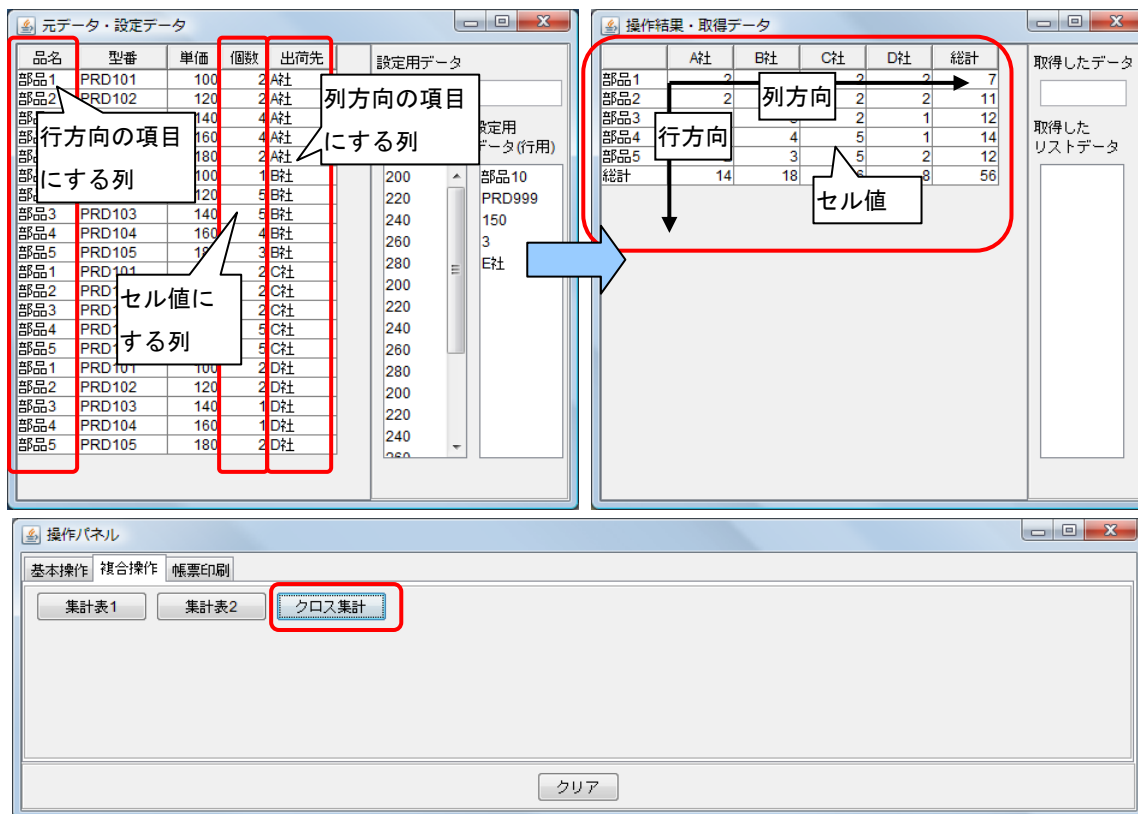 元データ・設定データ
品名 型番 単価 個数 出荷先
部品1 PRD101 100 2 A社
部品2 PRD102 120 2 A社
140 4 A社
160 4 A社
180 2 A社
100 1 B社
120 5 B社
部品3 PRD103 140 5 B社
部品4 PRD104 160 4 B社
部品5 PRD105 3 B社
部品1 PRD101 2 C社
部品2 2 C社
部品3 2 C社
部品4 5 C社
部品5 5 C社
部品1 PRD101 100 2 D社
部品2 PRD102 120 2 D社
部品3 PRD103 140 1 D社
部品4 PRD104 160 1 D社
部品5 PRD105 180 2 D社
行方向の項目
にする列
列方向の項目
にする列
セル値に
する列
設定用データ
設定用
データ(行用)
200
220
240
260
280
200
220
240
260
280
200
220
240
260
部品10
PRD999
150
3
E社
操作結果・取得データ
A社 B社 C社 D社 総計
部品1 2 2 2 7
部品2 2 2 2 11
部品3 2 1 12
部品4 4 5 1 14
部品5 3 5 2 12
総計 14 18 8 56
列方向
行方向
セル値
取得したデータ
取得した
リストデータ
操作パネル
基本操作 複合操作 帳票印刷
集計表1 集計表2 クロス集計
クリア